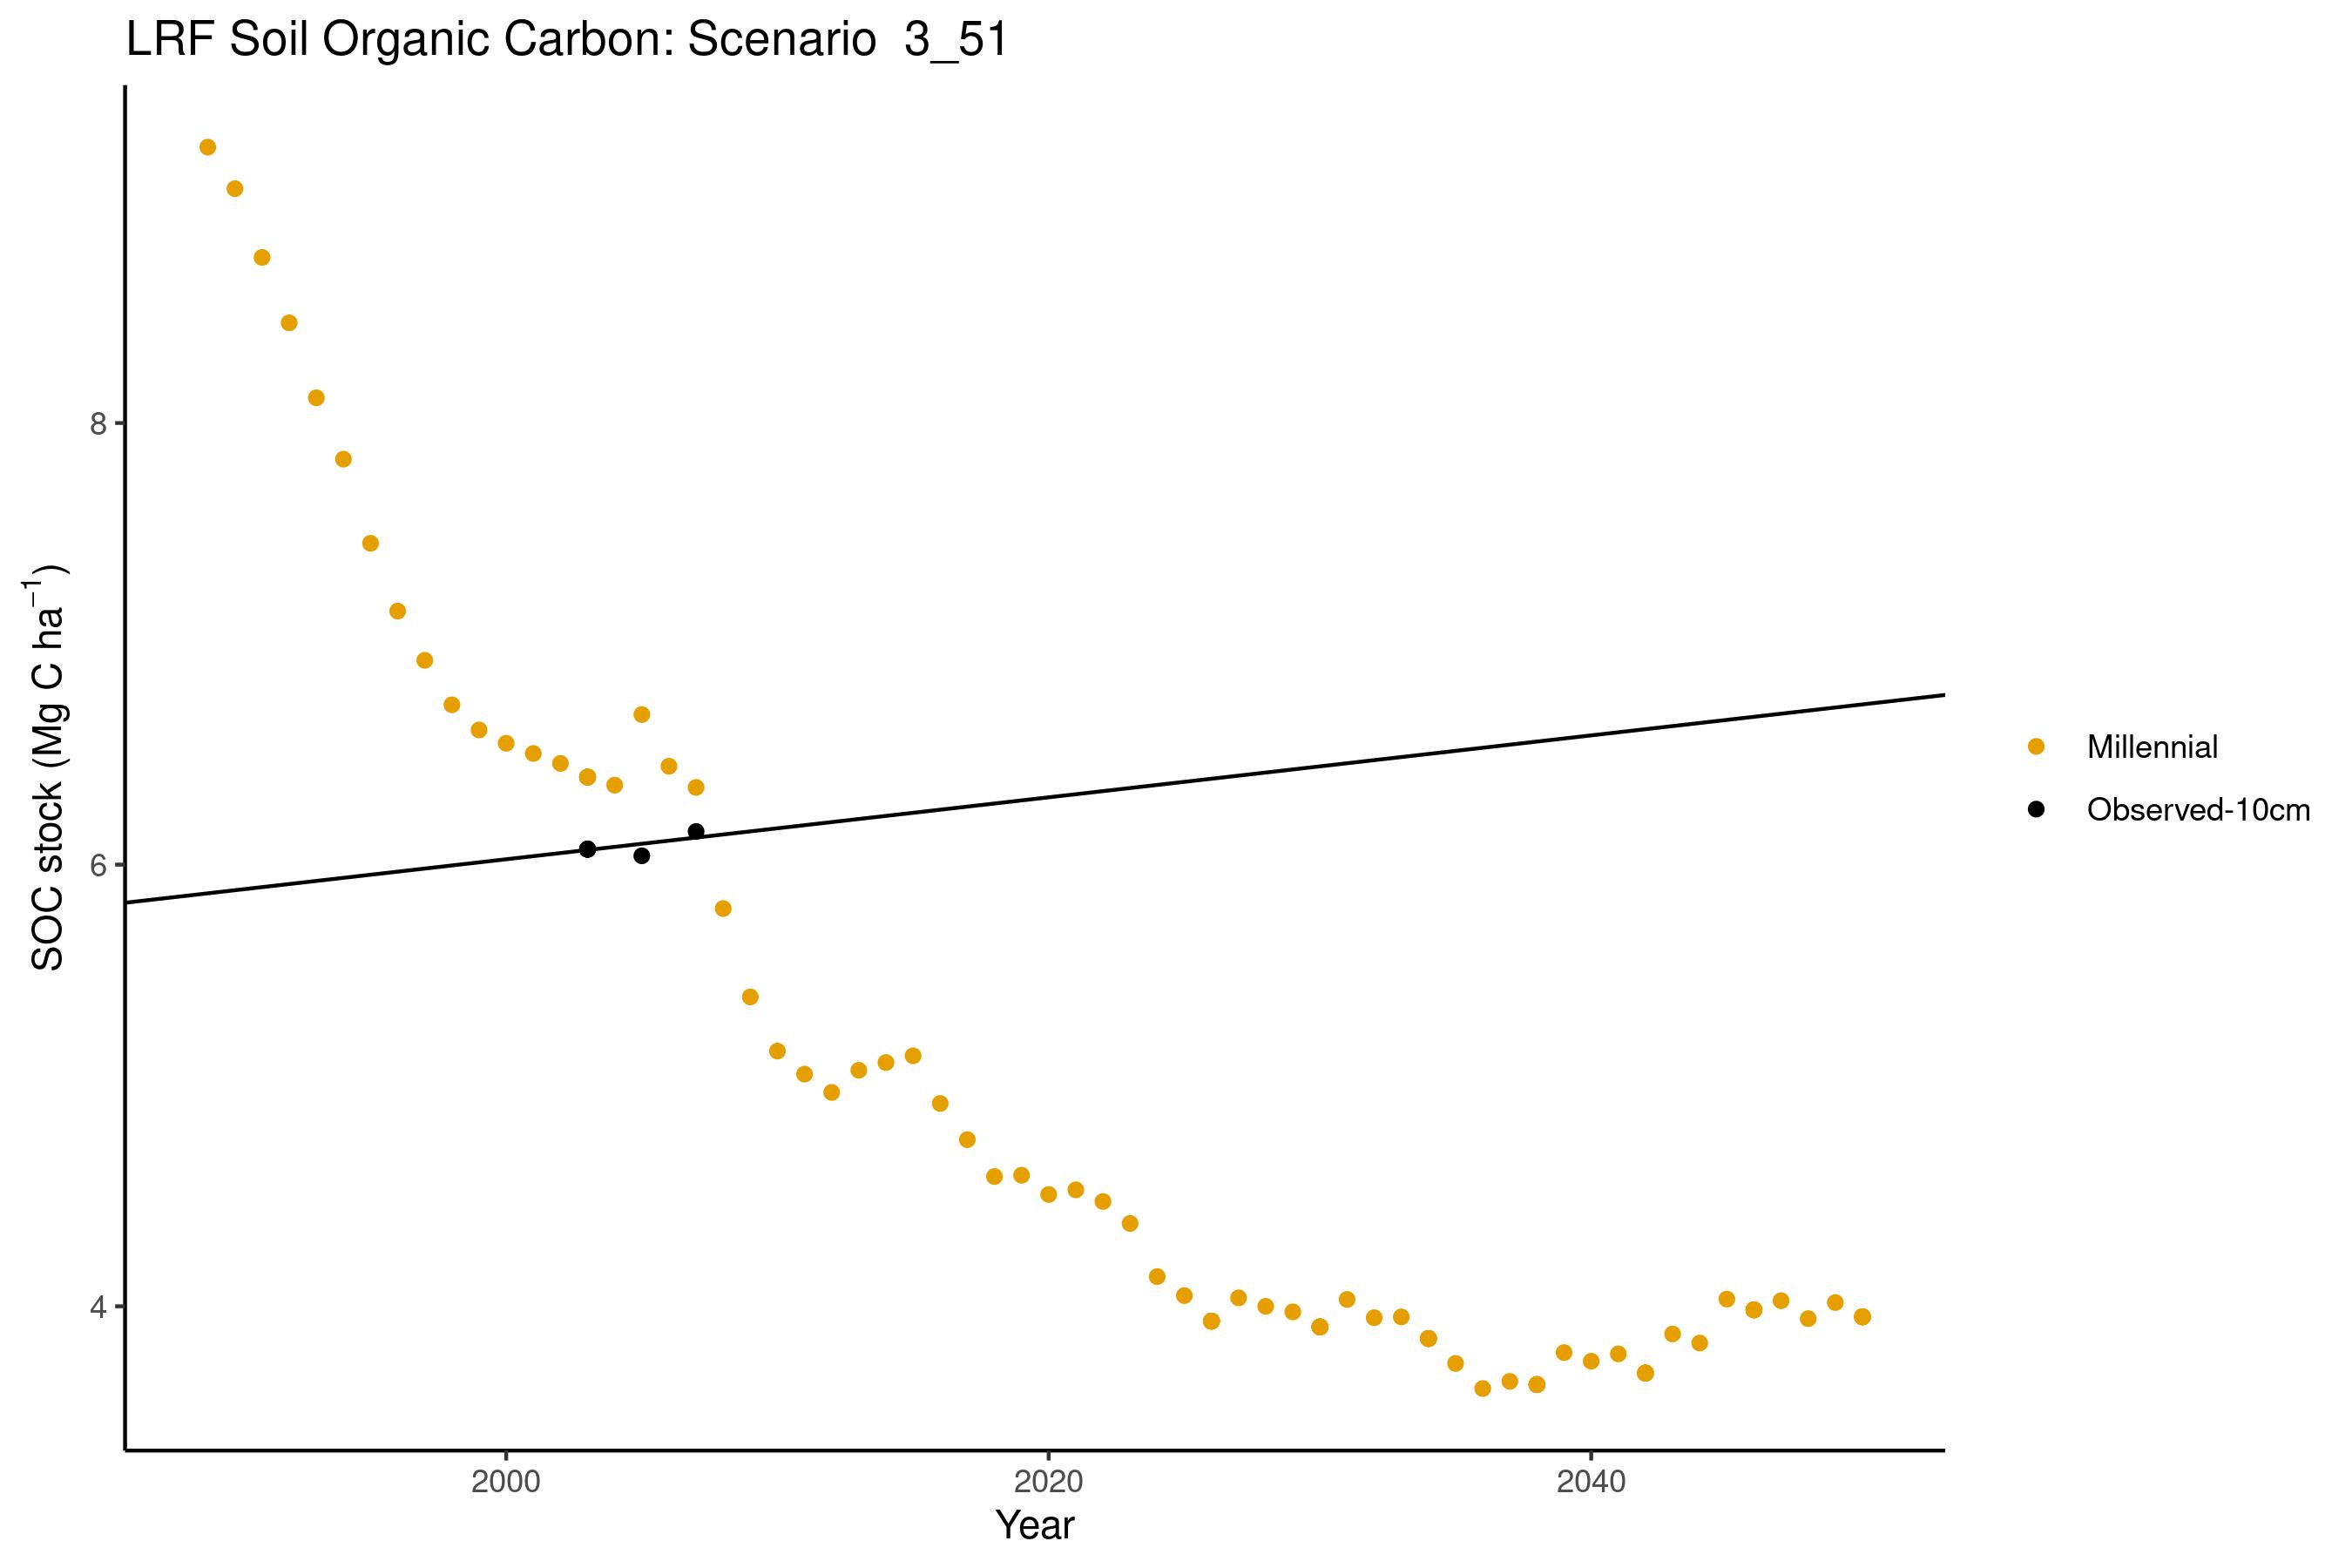 LRF Soil Organic Carbon: Scenario  3_51
SOC stock (Mg C ha⁻¹)
8
6
4
2000
2020
2040
Year
Millennial
Observed-10cm